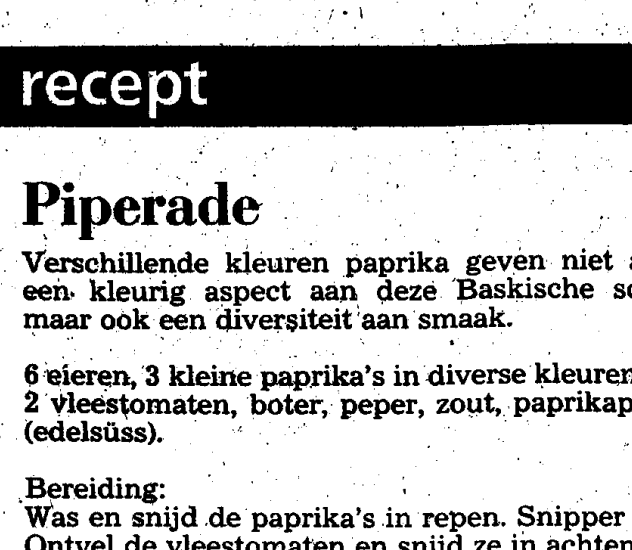 recept
Piperade
Verschillende kleuren paprika geven niet
een kleurig aspect aan deze Baskische
maar ook een diversiteit aan smaak.
6 eieren, 3 kleine paprika's in diverse kleuren
2 vleestomaten, boter, peper, zout,
(edelsüss).
Bereiding:
Was en snijd de paprika's in repen. Snipper
Ontvel de vleestomaten en snijd ze in